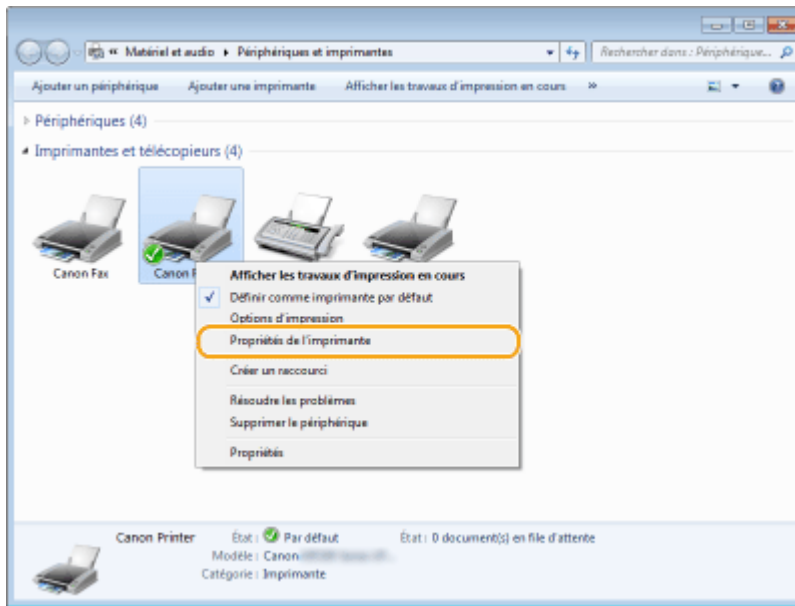 « Matériel et audio ▸ Périphériques et imprimantes
Rechercher dans : Périphérique...
Ajouter un périphérique Ajouter une imprimante Afficher les travaux d'impression en cours »
Périphériques (4)
Imprimantes et télécopieurs (4)
Canon Fax
Canon
Afficher les travaux d'impression en cours
Définir comme imprimante par défaut
Options d'impression
Propriétés de l'imprimante
Créer un raccourci
Résoudre les problèmes
Supprimer le périphérique
Propriétés
Canon Printer État : Par défaut État : 0 document(s) en file d'attente
Modèle : Canon
Catégorie : Imprimante